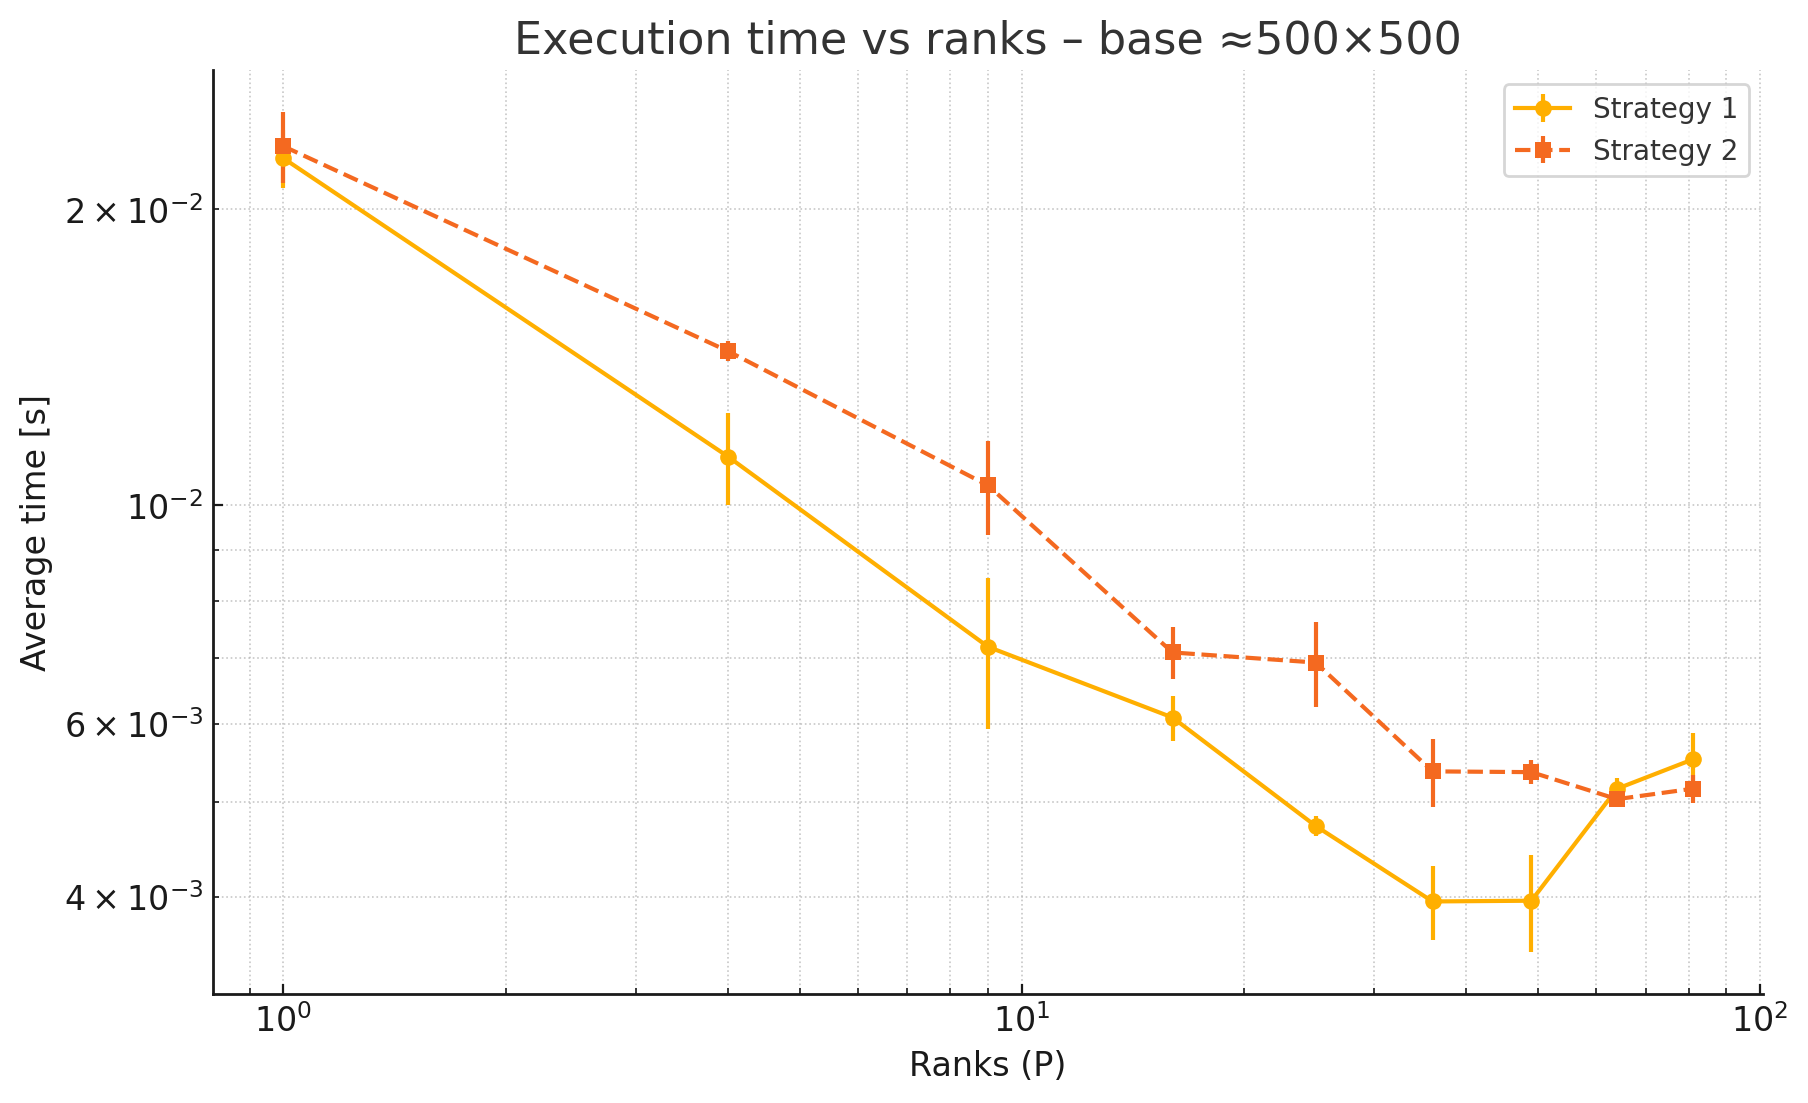 Execution time vs ranks – base ≈500×500
Strategy 1
Strategy 2
2 × 10⁻²
10⁻²
6 × 10⁻³
4 × 10⁻³
Average time [s]
10⁰
10¹
10²
Ranks (P)